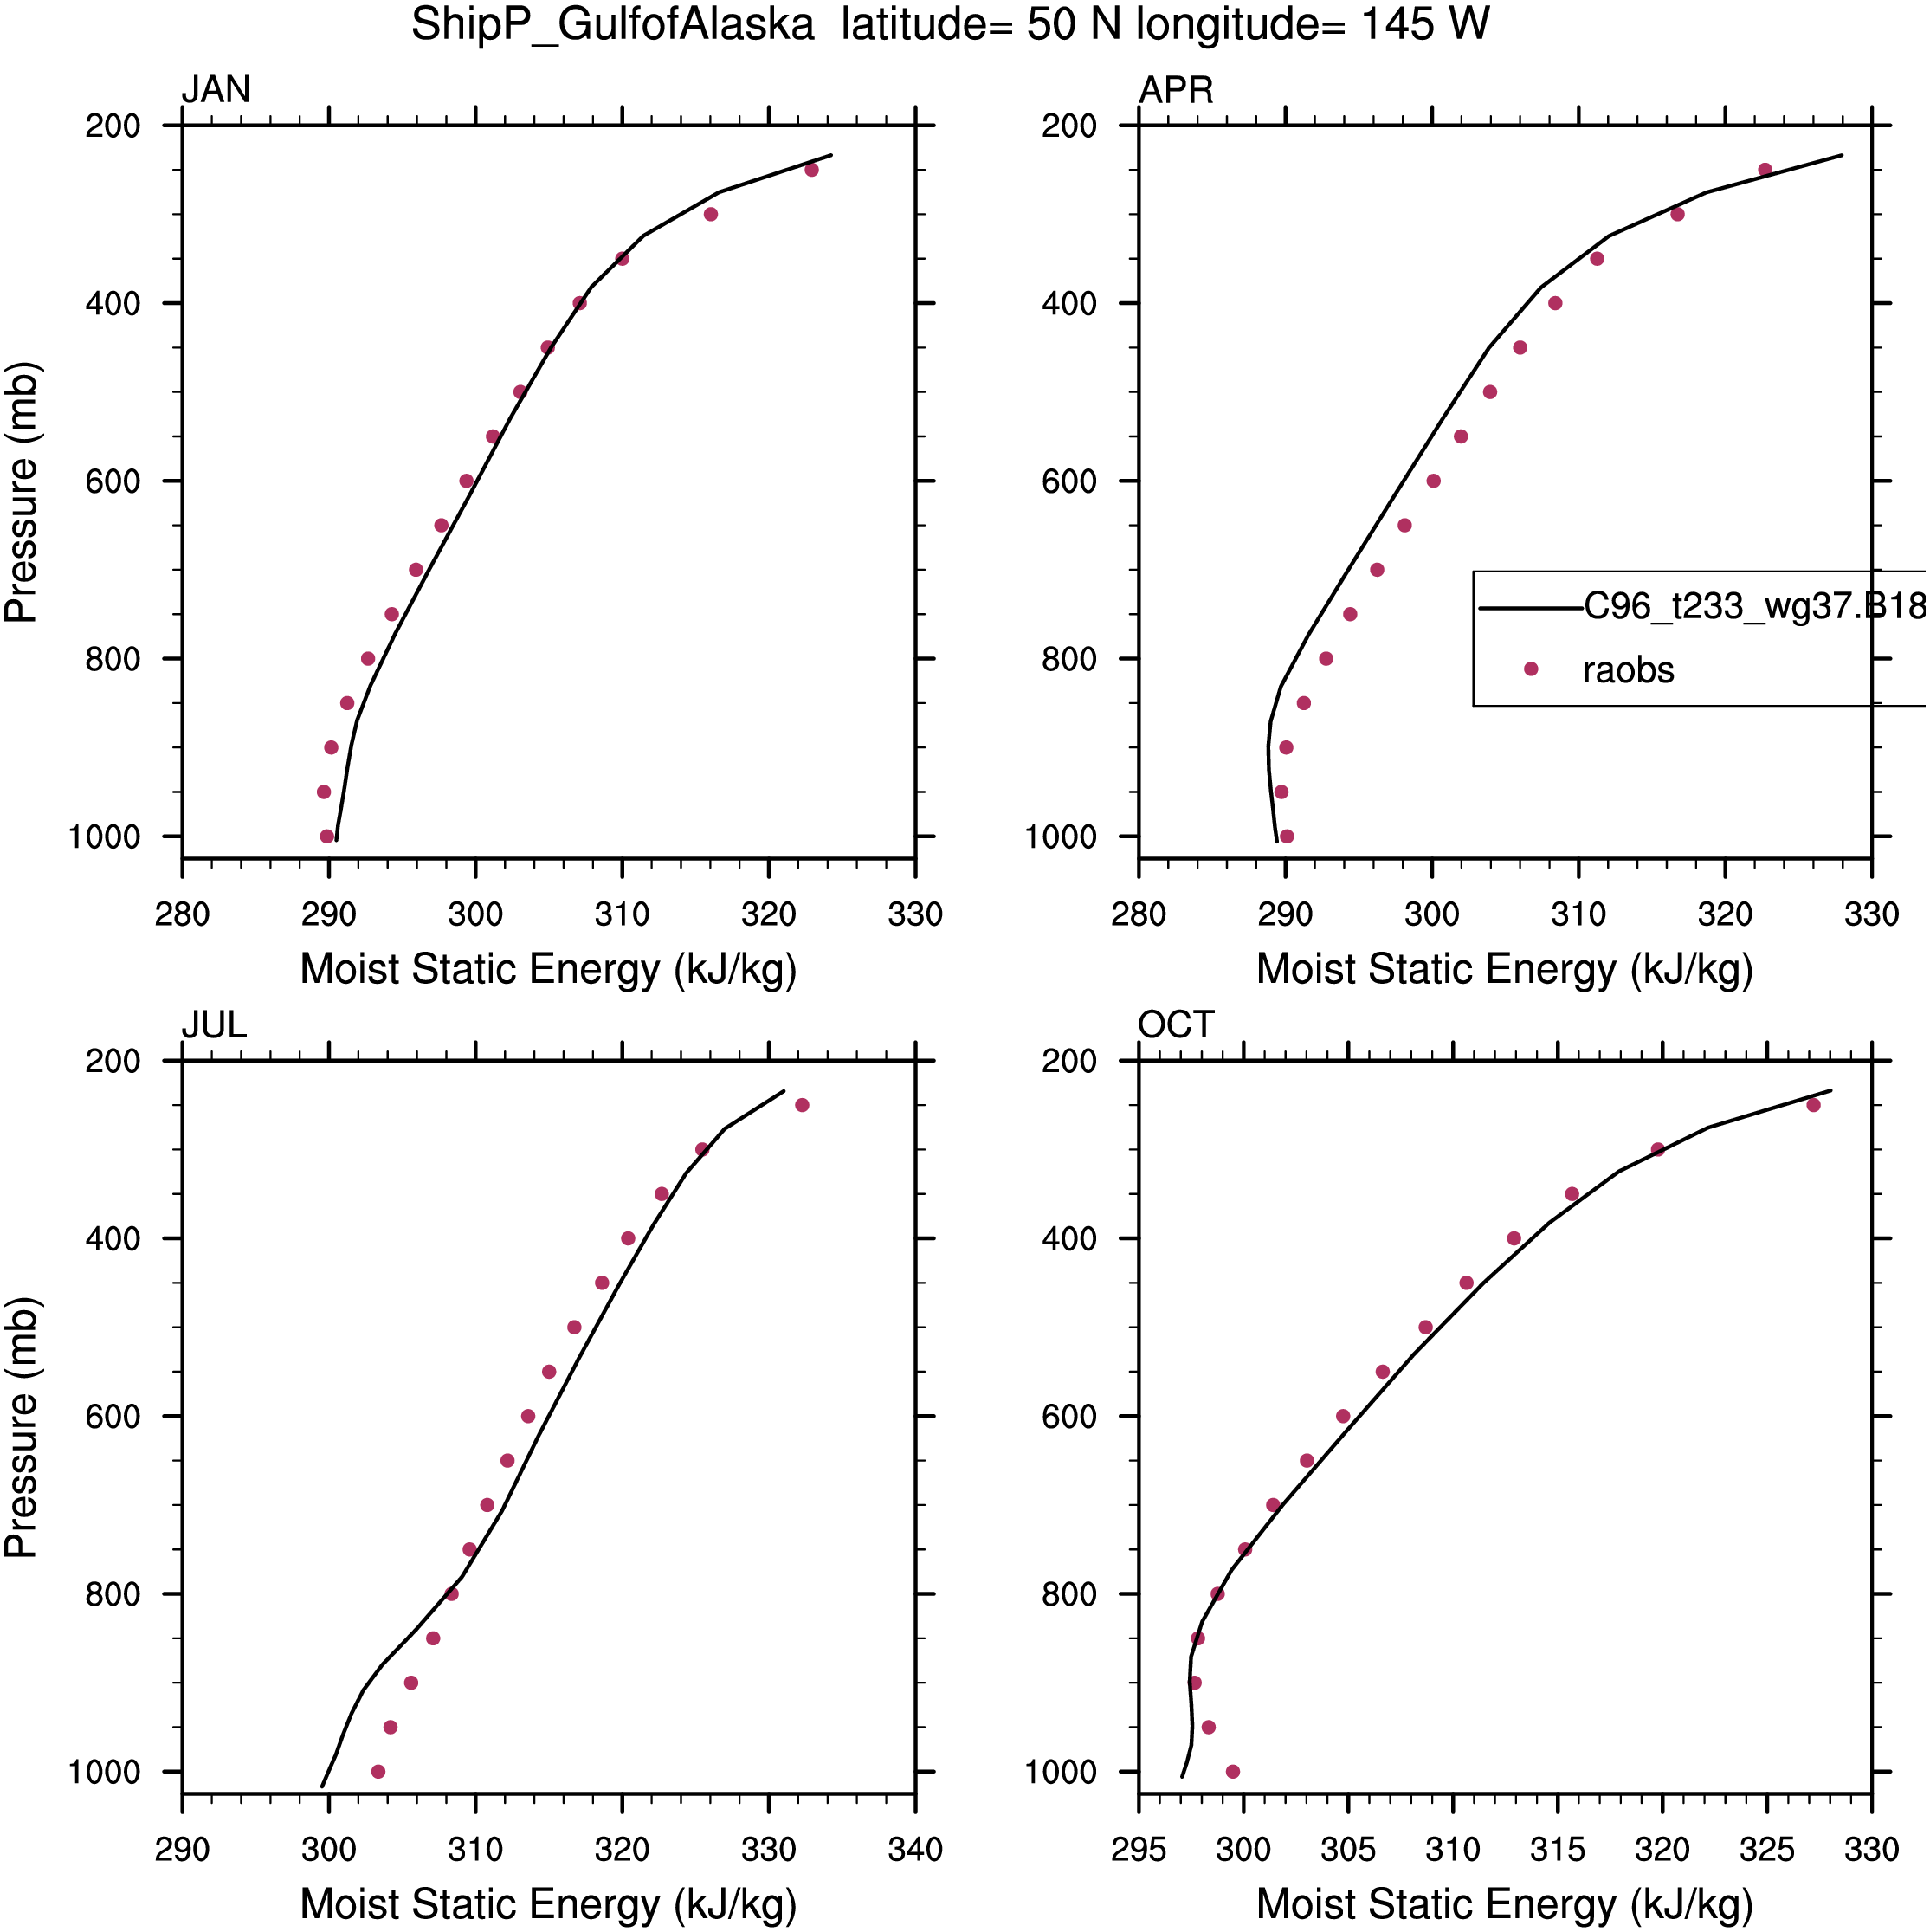 ShipP_GulfofAlaska latitude= 50 N longitude= 145 W
JAN
200
400
600
800
1000
Pressure (mb)
280 290 300 310 320 330
Moist Static Energy (kJ/kg)
APR
200
400
600
800
1000
C96_t233_wg37.B18
raobs
280 290 300 310 320 330
Moist Static Energy (kJ/kg)
JUL
200
400
600
800
1000
Pressure (mb)
290 300 310 320 330 340
Moist Static Energy (kJ/kg)
OCT
200
400
600
800
1000
295 300 305 310 315 320 325 330
Moist Static Energy (kJ/kg)